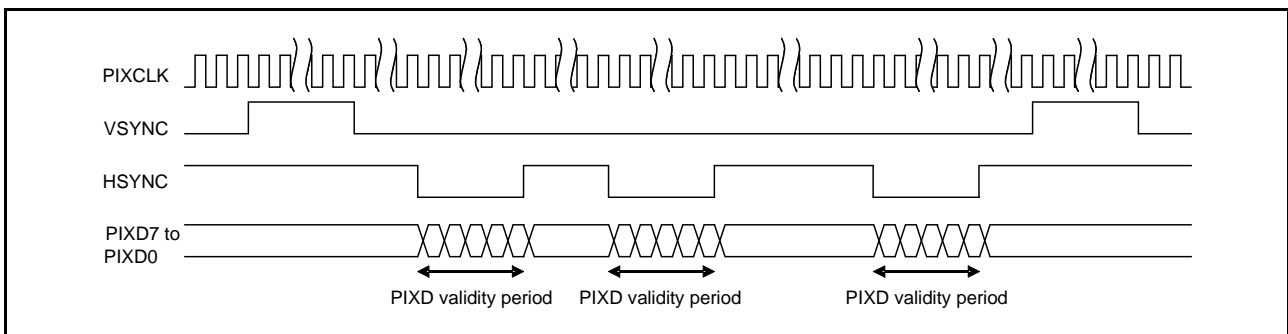 PIXCLK
VSYNC
HSYNC
PIXD7 to
PIXD0
PIXD validity period
PIXD validity period
PIXD validity period